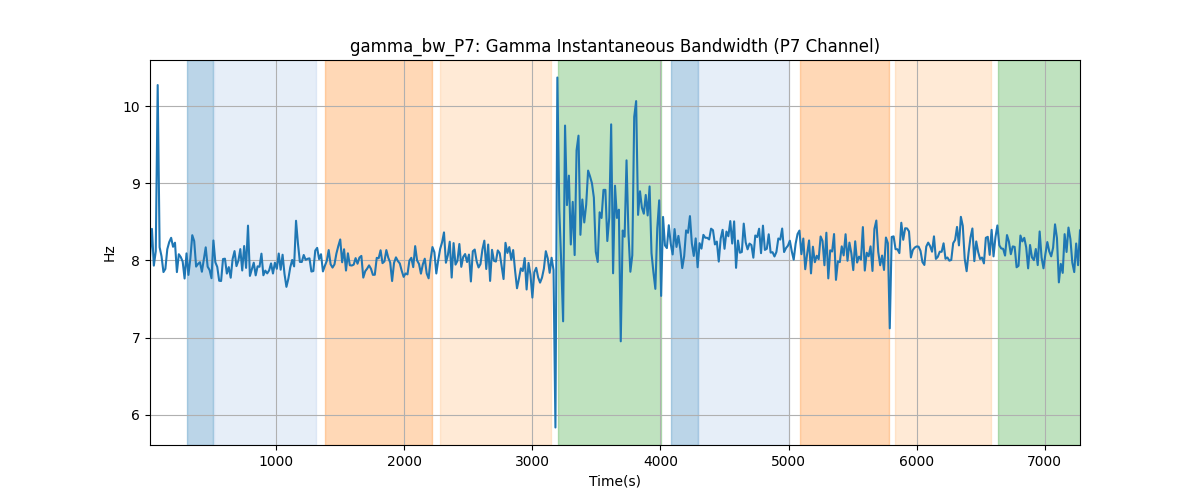 gamma_bw_P7: Gamma Instantaneous Bandwidth (P7 Channel)
10
9
8
7
6
Hz
1000 2000 3000 4000 5000 6000 7000
Time(s)